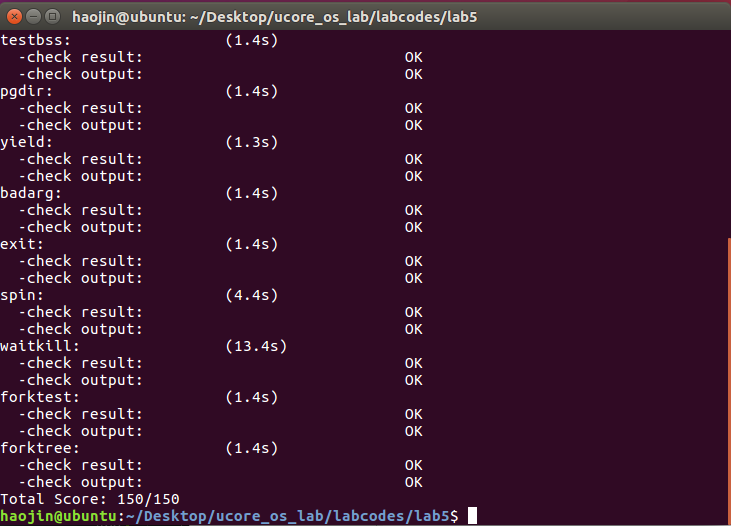 haojin@ubuntu: ~/Desktop/ucore_os_lab/labcodes/lab5
testbss: (1.4s)
-check result: OK
-check output: OK
pgdir: (1.4s)
-check result: OK
-check output: OK
yield: (1.3s)
-check result: OK
-check output: OK
badarg: (1.4s)
-check result: OK
-check output: OK
exit: (1.4s)
-check result: OK
-check output: OK
spin: (4.4s)
-check result: OK
-check output: OK
waitkill: (13.4s)
-check result: OK
-check output: OK
forktest: (1.4s)
-check result: OK
-check output: OK
forktree: (1.4s)
-check result: OK
-check output: OK
Total Score: 150/150
haojin@ubuntu:~/Desktop/ucore_os_lab/labcodes/lab5$